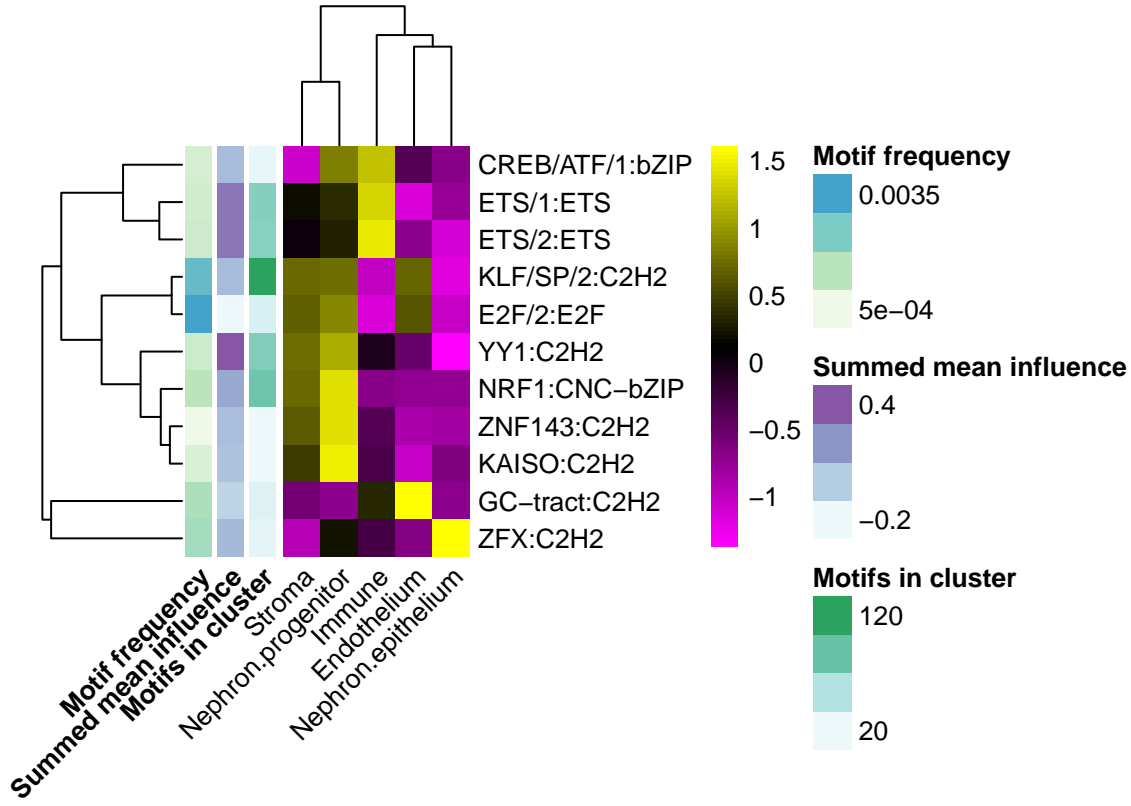 CREB/ATF/1:bZIP
ETS/1:ETS
ETS/2:ETS
KLF/SP/2:C2H2
E2F/2:E2F
YY1:C2H2
NRF1:CNC−bZIP
ZNF143:C2H2
KAISO:C2H2
GC−tract:C2H2
ZFX:C2H2
Motif frequency
Summed mean influence
Motifs in cluster
Stroma
Nephron.progenitor
Immune
Endothelium
Nephron.epithelium
1.5
1
0.5
0
−0.5
−1
Motif frequency
0.0035
5e−04
Summed mean influence
0.4
−0.2
Motifs in cluster
120
20